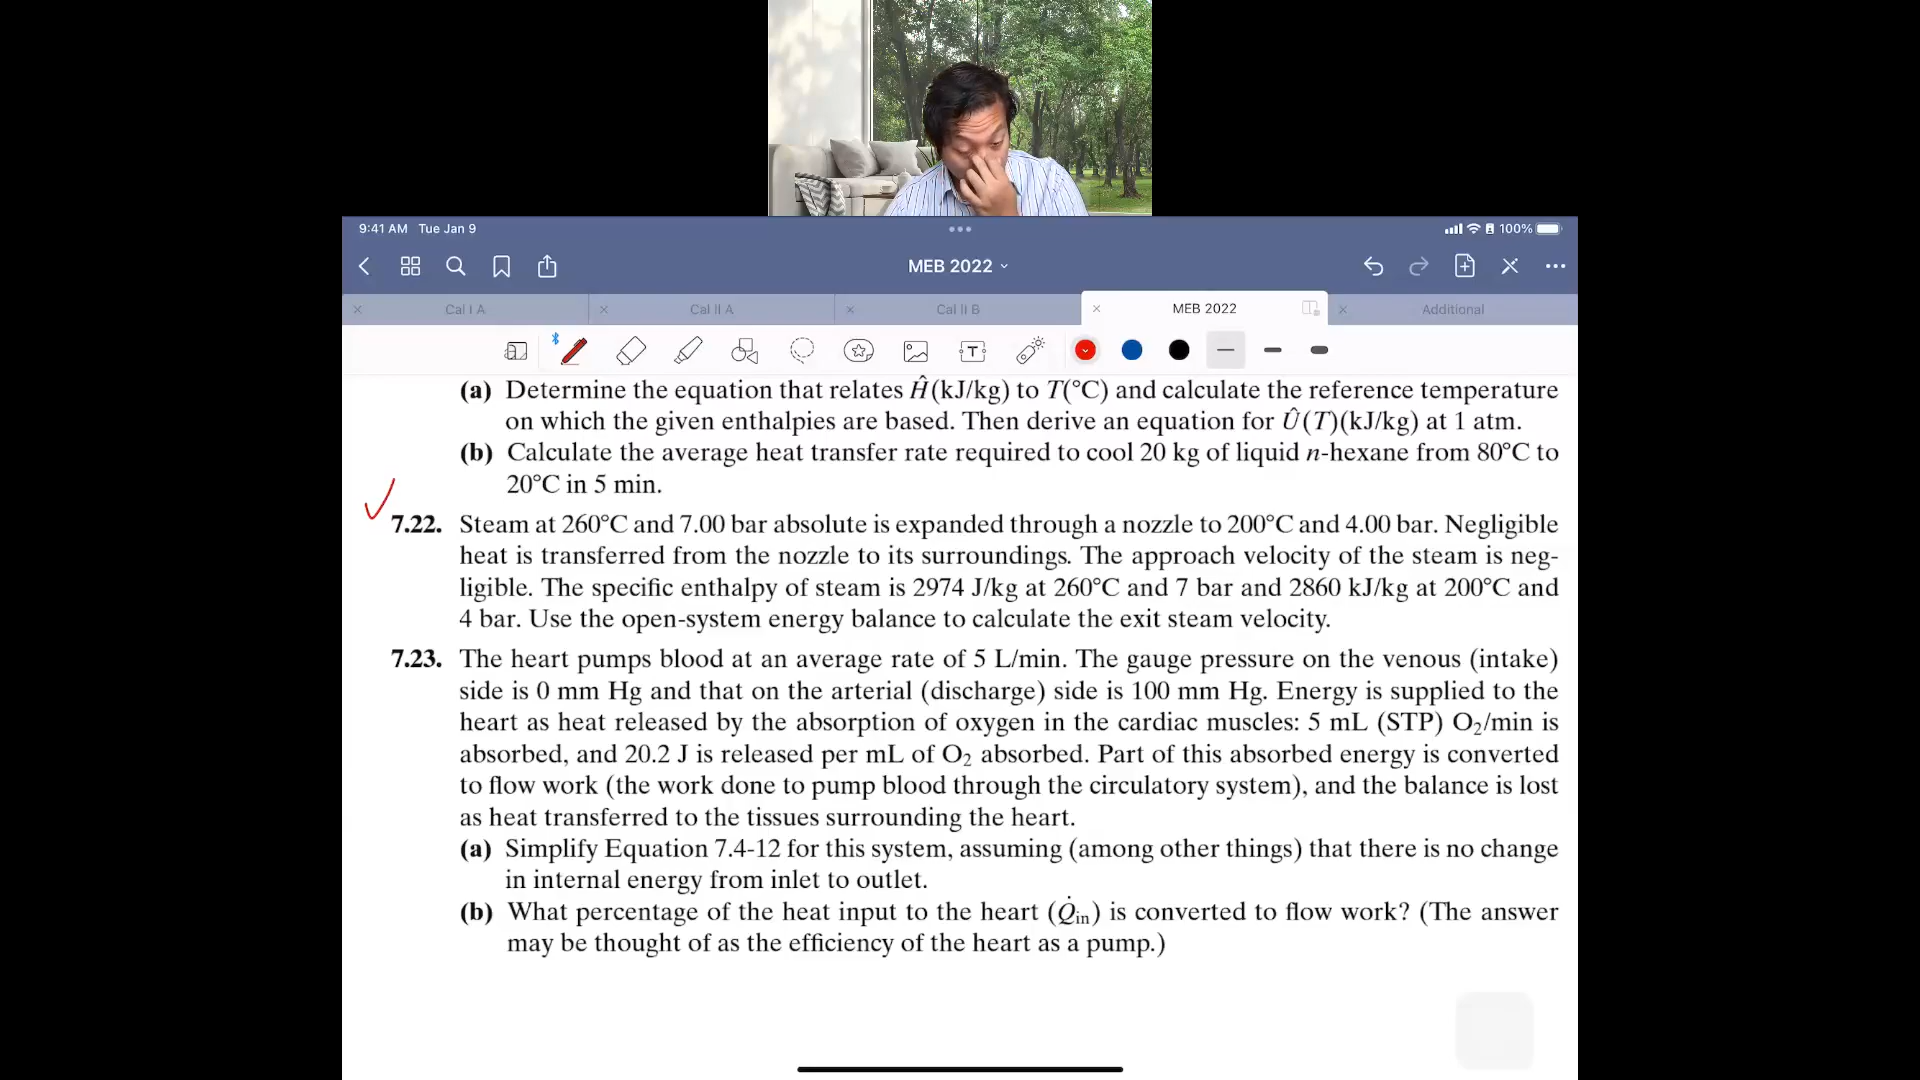 9:41 AM Tue Jan 9
100%
MEB 2022
Cal I A
Cal II A
Cal II B
MEB 2022
Additional
T
(a) Determine the equation that relates Ĥ(kJ/kg) to T(°C) and calculate the reference temperature
on which the given enthalpies are based. Then derive an equation for Û(T)(kJ/kg) at 1 atm.
(b) Calculate the average heat transfer rate required to cool 20 kg of liquid n-hexane from 80°C to
20°C in 5 min.
7.22. Steam at 260°C and 7.00 bar absolute is expanded through a nozzle to 200°C and 4.00 bar. Negligible
heat is transferred from the nozzle to its surroundings. The approach velocity of the steam is neg-
ligible. The specific enthalpy of steam is 2974 J/kg at 260°C and 7 bar and 2860 kJ/kg at 200°C and
4 bar. Use the open-system energy balance to calculate the exit steam velocity.
7.23. The heart pumps blood at an average rate of 5 L/min. The gauge pressure on the venous (intake)
side is 0 mm Hg and that on the arterial (discharge) side is 100 mm Hg. Energy is supplied to the
heart as heat released by the absorption of oxygen in the cardiac muscles: 5 mL (STP) O₂/min is
absorbed, and 20.2 J is released per mL of O₂ absorbed. Part of this absorbed energy is converted
to flow work (the work done to pump blood through the circulatory system), and the balance is lost
as heat transferred to the tissues surrounding the heart.
(a) Simplify Equation 7.4-12 for this system, assuming (among other things) that there is no change
in internal energy from inlet to outlet.
(b) What percentage of the heat input to the heart (Q̇in) is converted to flow work? (The answer
may be thought of as the efficiency of the heart as a pump.)